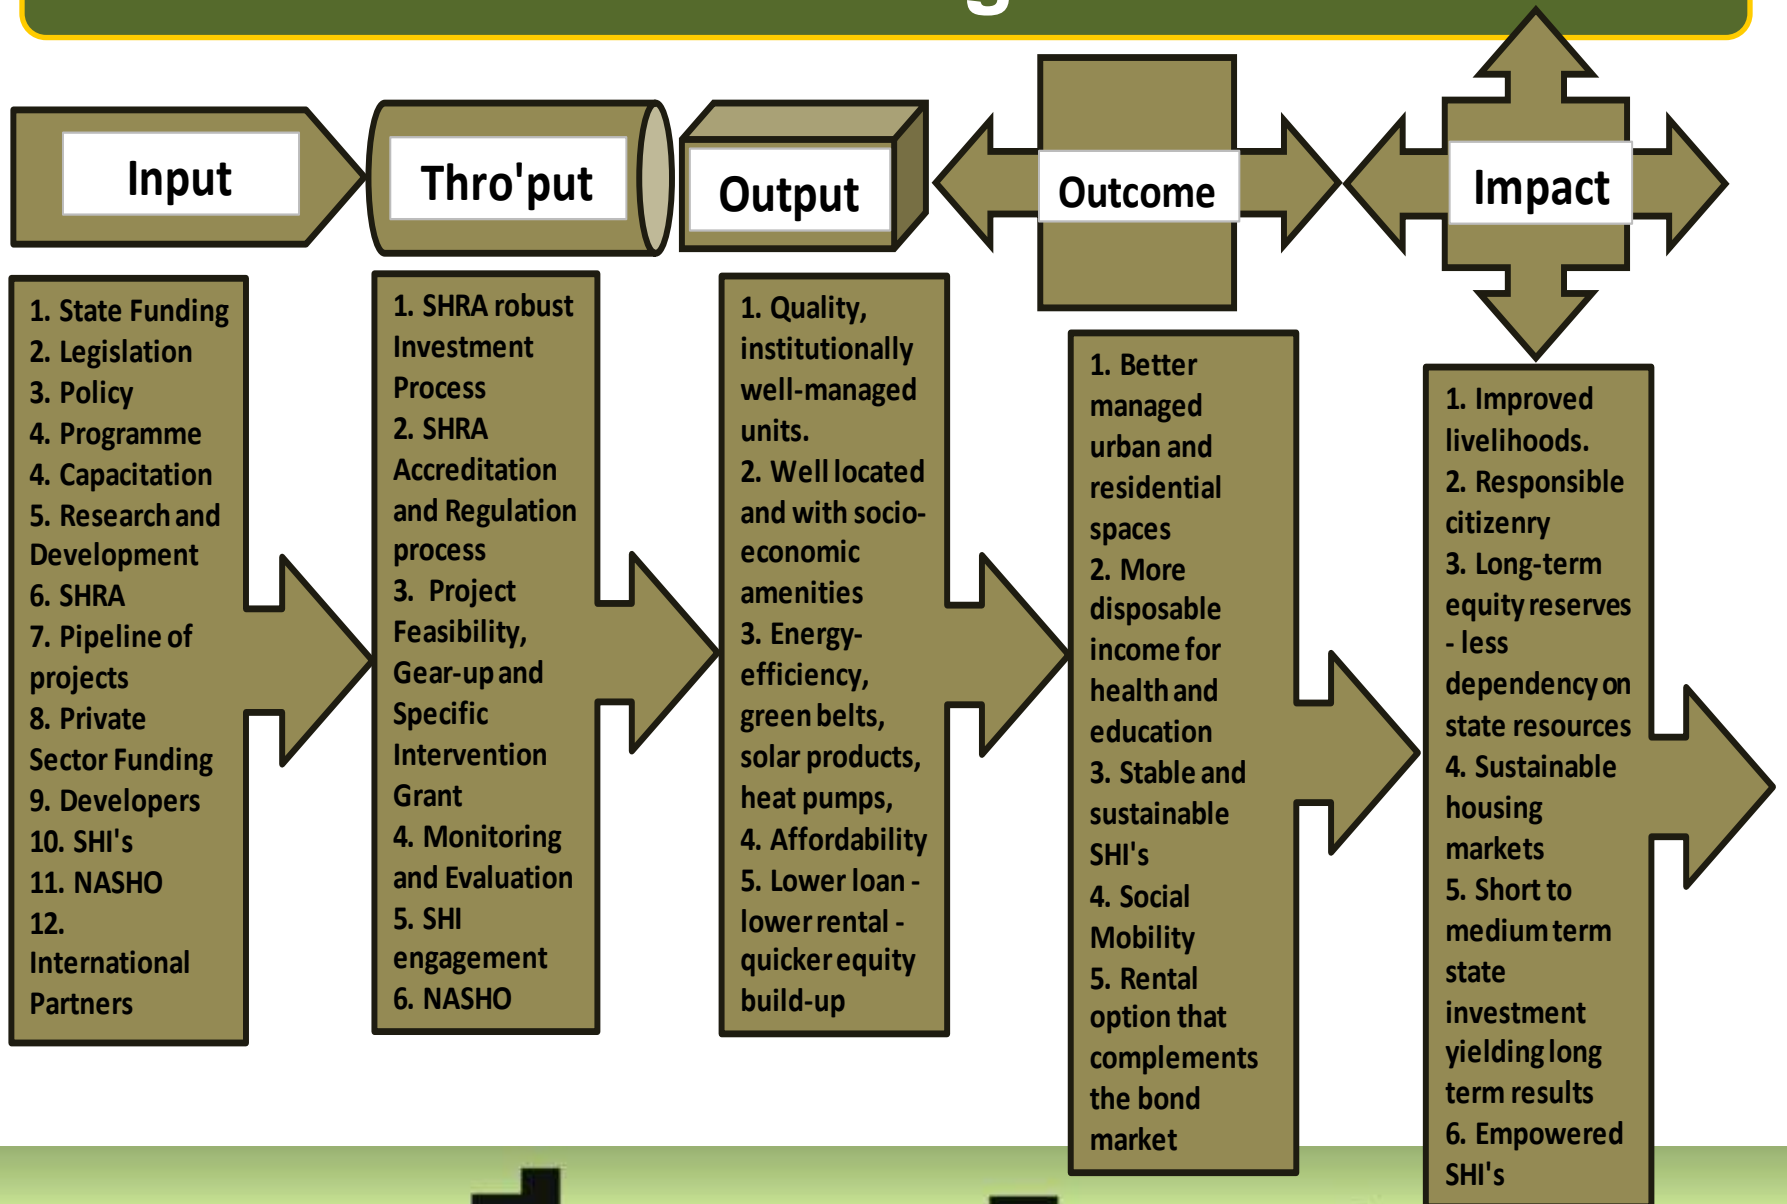 Input
Thro'put
Output
Outcome
Impact
1. State Funding
2. Legislation
3. Policy
4. Programme
4. Capacitation
5. Research and
Development
6. SHRA
7. Pipeline of
projects
8. Private
Sector Funding
9. Developers
10. SHI's
11. NASHO
12.
International
Partners
1. SHRA robust
Investment
Process
2. SHRA
Accreditation
and Regulation
process
3. Project
Feasibility,
Gear-up and
Specific
Intervention
Grant
4. Monitoring
and Evaluation
5. SHI
engagement
6. NASHO
1. Quality,
institutionally
well-managed
units.
2. Well located
and with socio-
economic
amenities
3. Energy-
efficiency,
green belts,
solar products,
heat pumps,
4. Affordability
5. Lower loan -
lower rental -
quicker equity
build-up
1. Better
managed
urban and
residential
spaces
2. More
disposable
income for
health and
education
3. Stable and
sustainable
SHI's
4. Social
Mobility
5. Rental
option that
complements
the bond
market
1. Improved
livelihoods.
2. Responsible
citizenry
3. Long-term
equity reserves
- less
dependency on
state resources
4. Sustainable
housing
markets
5. Short to
medium term
state
investment
yielding long
term results
6. Empowered
SHI's